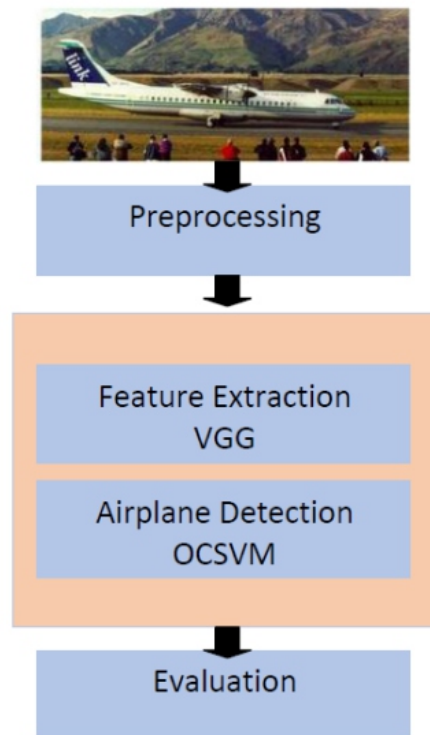 link
Preprocessing
Feature Extraction
VGG
Airplane Detection
OCSVM
Evaluation